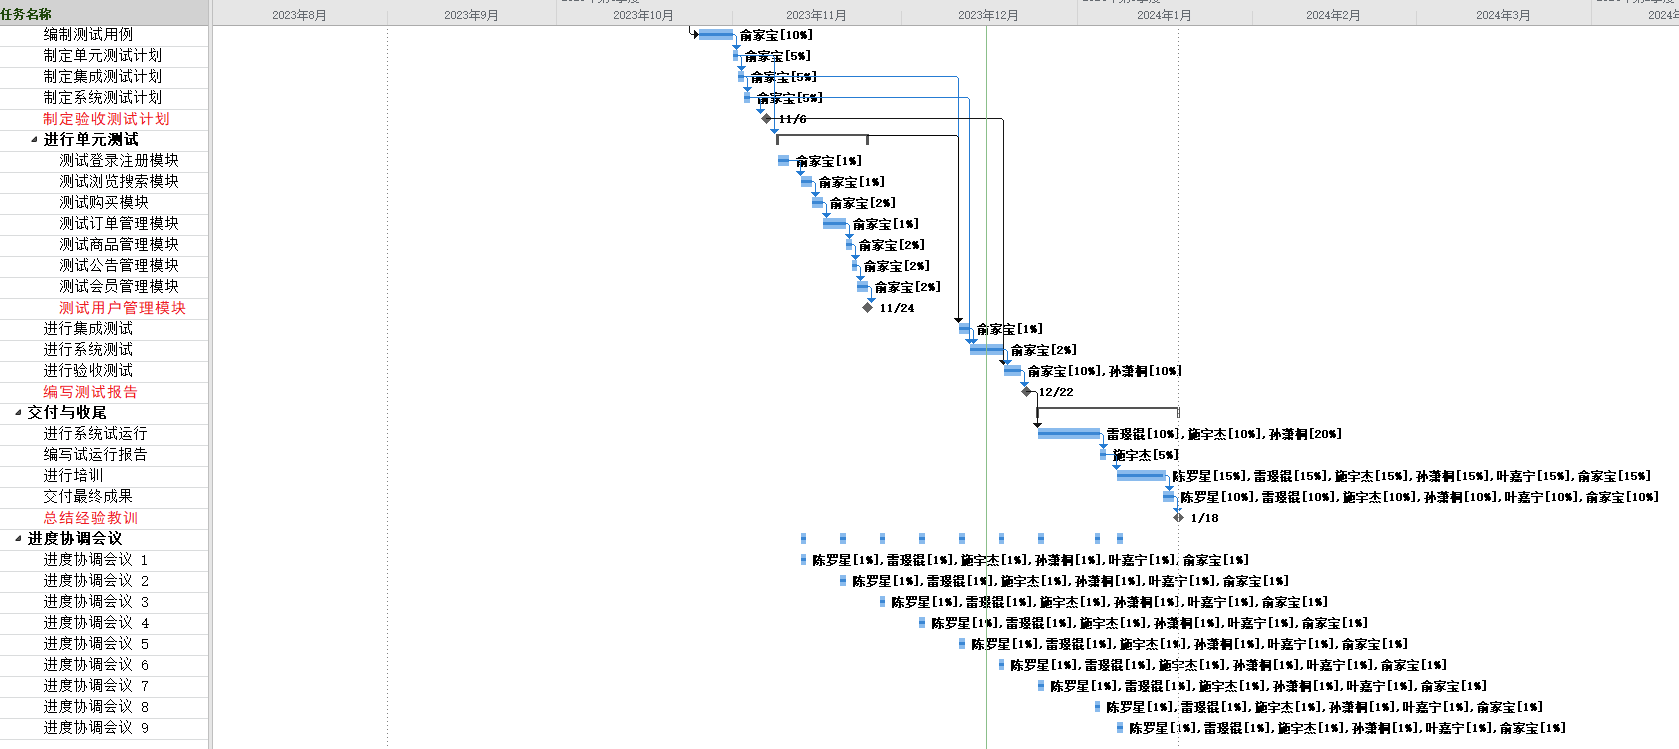 任务名称 2023年8月 2023年9月 2023年10月 2023年11月 2023年12月 2024年1月 2024年2月 2024年3月 2024年
编制测试用例 俞家宝[10%]
制定单元测试计划 俞家宝[5%]
制定集成测试计划 俞家宝[5%]
制定系统测试计划 俞家宝[5%]
制定验收测试计划 11/6
进行单元测试
测试登录注册模块 俞家宝[1%]
测试浏览搜索模块 俞家宝[1%]
测试购买模块 俞家宝[2%]
测试订单管理模块 俞家宝[1%]
测试商品管理模块 俞家宝[2%]
测试公告管理模块 俞家宝[2%]
测试会员管理模块 俞家宝[2%]
测试用户管理模块 11/24
进行集成测试 俞家宝[1%]
进行系统测试 俞家宝[2%]
进行验收测试 俞家宝[10%],孙潇桐[10%]
编写测试报告 12/22
交付与收尾
进行系统试运行 雷璟锟[10%],施宇杰[10%],孙潇桐[20%]
编写试运行报告 施宇杰[5%]
进行培训 陈罗星[15%],雷璟锟[15%],施宇杰[15%],孙潇桐[15%],叶嘉宁[15%],俞家宝[15%]
交付最终成果 陈罗星[10%],雷璟锟[10%],施宇杰[10%],孙潇桐[10%],叶嘉宁[10%],俞家宝[10%]
总结经验教训 1/18
进度协调会议
进度协调会议 1 陈罗星[1%],雷璟锟[1%],施宇杰[1%],孙潇桐[1%],叶嘉宁[1%],俞家宝[1%]
进度协调会议 2 陈罗星[1%],雷璟锟[1%],施宇杰[1%],孙潇桐[1%],叶嘉宁[1%],俞家宝[1%]
进度协调会议 3 陈罗星[1%],雷璟锟[1%],施宇杰[1%],孙潇桐[1%],叶嘉宁[1%],俞家宝[1%]
进度协调会议 4 陈罗星[1%],雷璟锟[1%],施宇杰[1%],孙潇桐[1%],叶嘉宁[1%],俞家宝[1%]
进度协调会议 5 陈罗星[1%],雷璟锟[1%],施宇杰[1%],孙潇桐[1%],叶嘉宁[1%],俞家宝[1%]
进度协调会议 6 陈罗星[1%],雷璟锟[1%],施宇杰[1%],孙潇桐[1%],叶嘉宁[1%],俞家宝[1%]
进度协调会议 7 陈罗星[1%],雷璟锟[1%],施宇杰[1%],孙潇桐[1%],叶嘉宁[1%],俞家宝[1%]
进度协调会议 8 陈罗星[1%],雷璟锟[1%],施宇杰[1%],孙潇桐[1%],叶嘉宁[1%],俞家宝[1%]
进度协调会议 9 陈罗星[1%],雷璟锟[1%],施宇杰[1%],孙潇桐[1%],叶嘉宁[1%],俞家宝[1%]